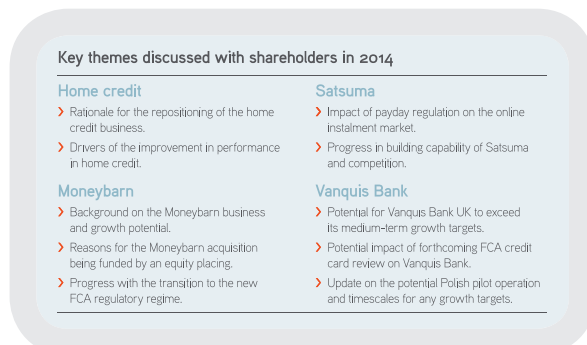 Key themes discussed with shareholders in 2014
Home credit
Rationale for the repositioning of the home
credit business.
Drivers of the improvement in performance
in home credit.
Moneybarn
Background on the Moneybarn business
and growth potential.
Reasons for the Moneybarn acquisition
being funded by an equity placing.
Progress with the transition to the new
FCA regulatory regime.
Satsuma
Impact of payday regulation on the online
instalment market.
Progress in building capability of Satsuma
and competition.
Vanquis Bank
Potential for Vanquis Bank UK to exceed
its medium-term growth targets.
Potential impact of forthcoming FCA credit
card review on Vanquis Bank.
Update on the potential Polish pilot operation
and timescales for any growth targets.